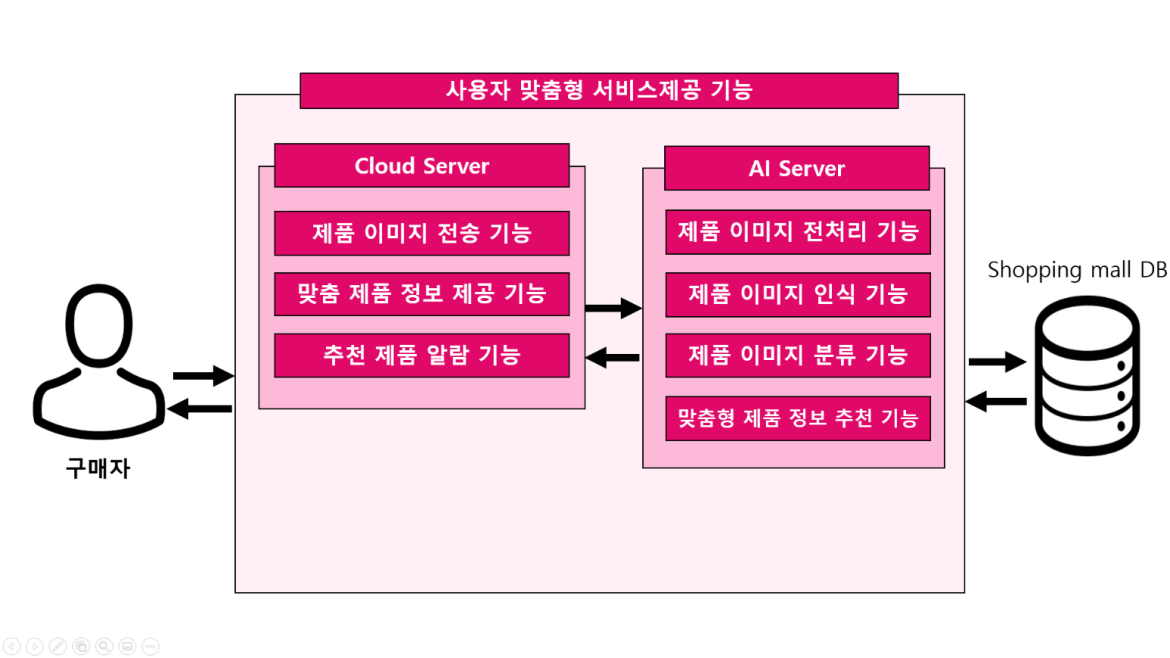 사용자 맞춤형 서비스제공 기능
Cloud Server
제품 이미지 전송 기능
맞춤 제품 정보 제공 기능
추천 제품 알람 기능
AI Server
제품 이미지 전처리 기능
제품 이미지 인식 기능
제품 이미지 분류 기능
맞춤형 제품 정보 추천 기능
구매자
Shopping mall DB